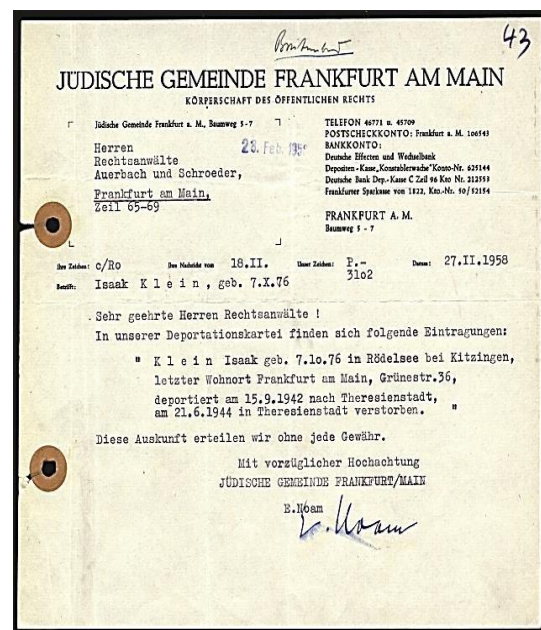 43
JÜDISCHE GEMEINDE FRANKFURT AM MAIN
KÖRPERSCHAFT DES ÖFFENTLICHEN RECHTS
Jüdische Gemeinde Frankfurt a. M., Baumweg 5-7
Herren
Rechtsanwälte
Auerbach und Schroeder,
Frankfurt am Main,
Zeil 65-69
28. Feb. 195
TELEFON 46771 u. 45709
POSTSCHECKKONTO: Frankfurt a. M. 106543
BANKKONTO:
Deutsche Effecten und Wechselbank
Depositen-Kasse „Konstablerwache" Konto-Nr. 625144
Deutsche Bank Dep.-Kasse C Zeil 96 Kto Nr. 212553
Frankfurter Sparkasse von 1822, Kto.-Nr. 50/52154
FRANKFURT A. M.
Baumweg 5 - 7
Ihre Zeichen: c/Ro Ihre Nachricht vom 18.II. Unser Zeichen: P.- 31o2 Datum: 27.II.1958
Betrifft: Isaak Klein, geb. 7.X.76
Sehr geehrte Herren Rechtsanwälte !
In unserer Deportationskartei finden sich folgende Eintragungen:
" K l e i n Isaak geb. 7.1o.76 in Rödelsee bei Kitzingen,
letzter Wohnort Frankfurt am Main, Grünestr.36,
deportiert am 15.9.1942 nach Theresienstadt,
am 21.6.1944 in Theresienstadt verstorben. "
Diese Auskunft erteilen wir ohne jede Gewähr.
Mit vorzüglicher Hochachtung
JÜDISCHE GEMEINDE FRANKFURT/MAIN
E.Noam
E. Noam